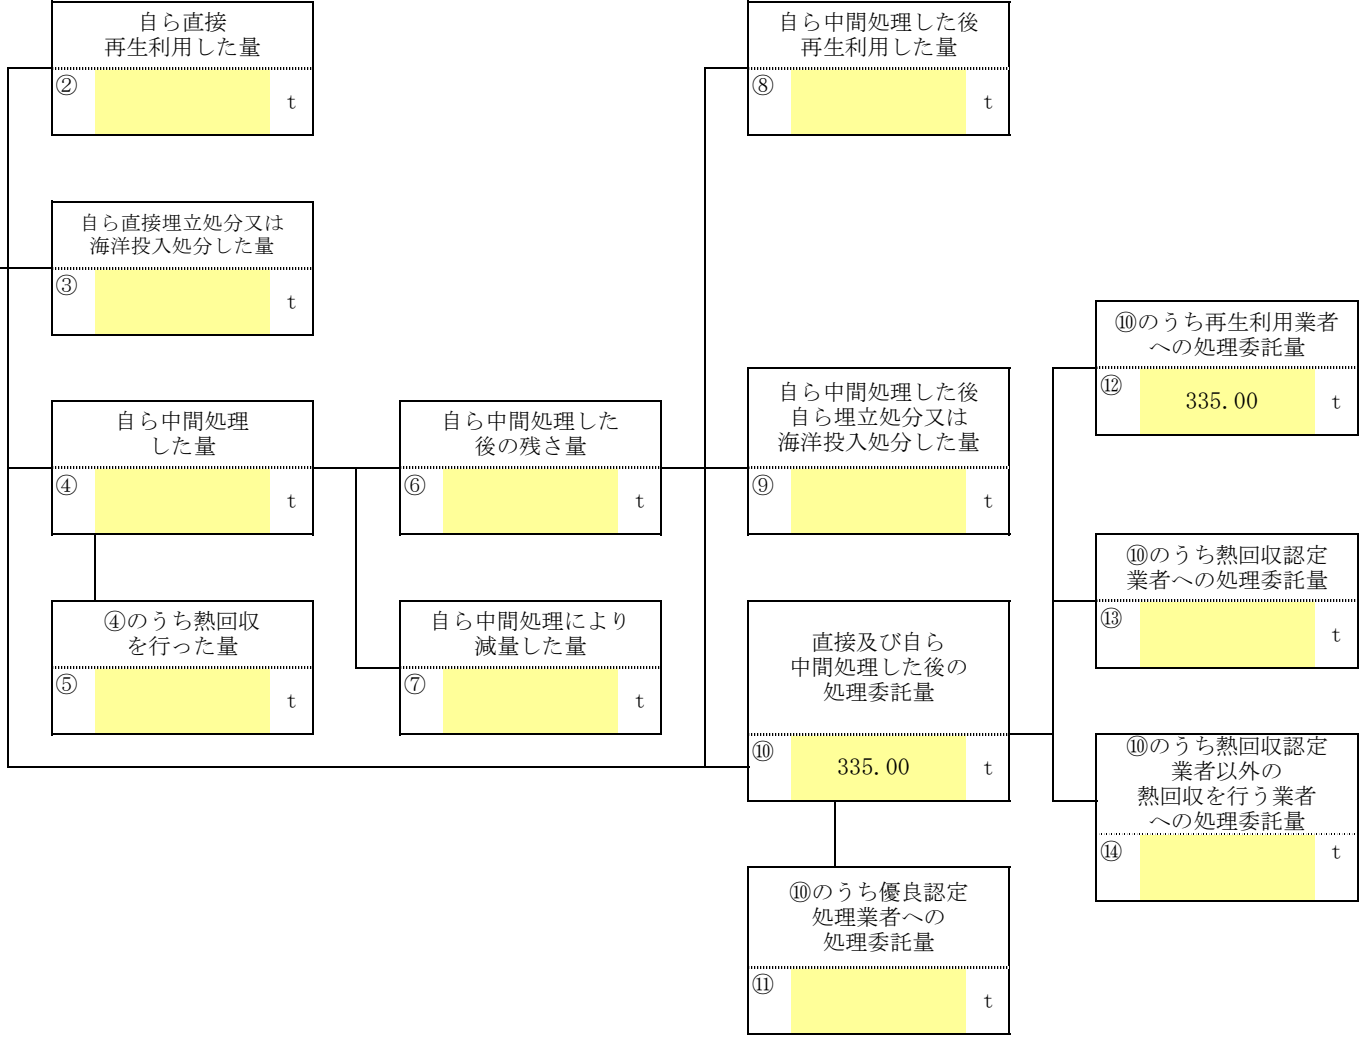 自ら直接
再生利用した量
②
t
自ら中間処理した後
再生利用した量
⑧
t
自ら直接埋立処分又は
海洋投入処分した量
③
t
⑩のうち再生利用業者
への処理委託量
⑫
335.00 t
自ら中間処理
した量
④
t
自ら中間処理した
後の残さ量
⑥
t
自ら中間処理した後
自ら埋立処分又は
海洋投入処分した量
⑨
t
⑩のうち熱回収認定
業者への処理委託量
⑬
t
④のうち熱回収
を行った量
⑤
t
自ら中間処理により
減量した量
⑦
t
直接及び自ら
中間処理した後の
処理委託量
⑩
335.00 t
⑩のうち熱回収認定
業者以外の
熱回収を行う業者
への処理委託量
⑭
t
⑩のうち優良認定
処理業者への
処理委託量
⑪
t